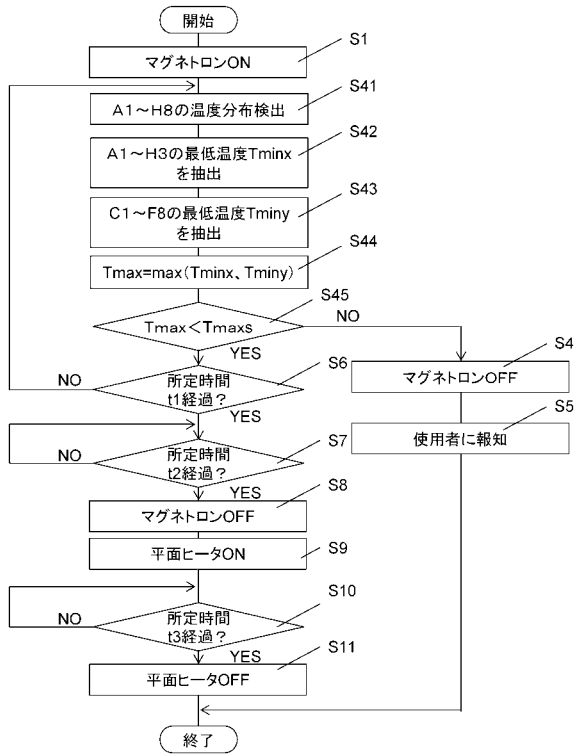 開始
S1
マグネトロンON
S41
A1～H8の温度分布検出
S42
A1～H3の最低温度Tminx
を抽出
S43
C1～F8の最低温度Tminy
を抽出
S44
Tmax=max(Tminx、Tminy)
S45
Tmax＜Tmaxs
NO
YES
S4
マグネトロンOFF
S5
使用者に報知
S6
NO
所定時間
t1経過？
YES
S7
NO
所定時間
t2経過？
YES
S8
マグネトロンOFF
S9
平面ヒータON
S10
NO
所定時間
t3経過？
YES
S11
平面ヒータOFF
終了